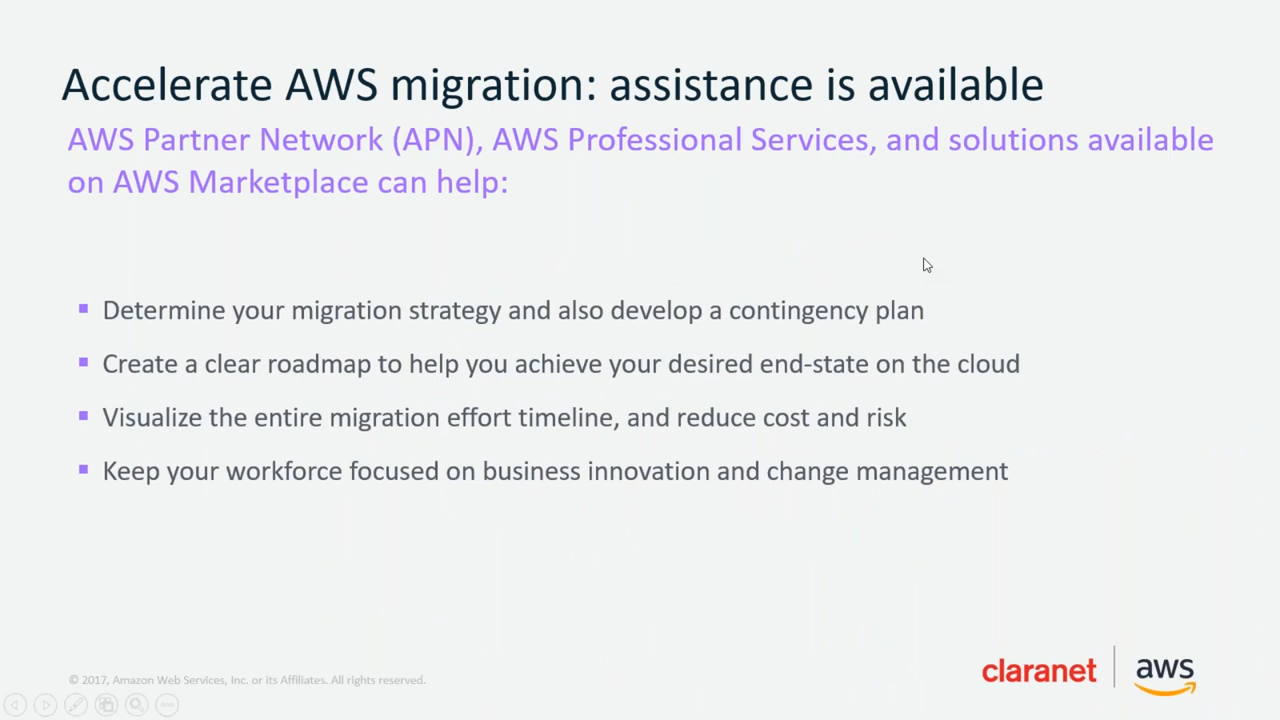 Accelerate AWS migration: assistance is available
AWS Partner Network (APN), AWS Professional Services, and solutions available
on AWS Marketplace can help:
Determine your migration strategy and also develop a contingency plan
Create a clear roadmap to help you achieve your desired end-state on the cloud
Visualize the entire migration effort timeline, and reduce cost and risk
Keep your workforce focused on business innovation and change management
© 2017, Amazon Web Services, Inc. or its Affiliates. All rights reserved.
claranet
aws